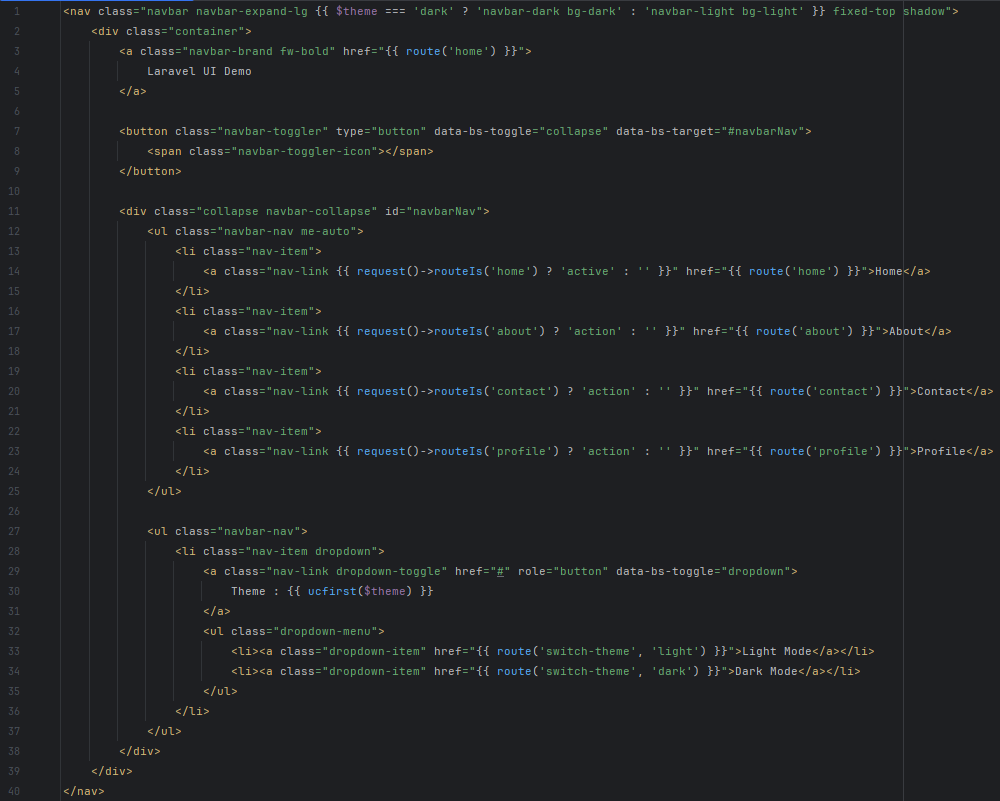 1 <nav class="navbar navbar-expand-lg {{ $theme === 'dark' ? 'navbar-dark bg-dark' : 'navbar-light bg-light' }} fixed-top shadow">
2 <div class="container">
3 <a class="navbar-brand fw-bold" href="{{ route('home') }}">
4 Laravel UI Demo
5 </a>
6
7 <button class="navbar-toggler" type="button" data-bs-toggle="collapse" data-bs-target="#navbarNav">
8 <span class="navbar-toggler-icon"></span>
9 </button>
10
11 <div class="collapse navbar-collapse" id="navbarNav">
12 <ul class="navbar-nav me-auto">
13 <li class="nav-item">
14 <a class="nav-link {{ request()->routeIs('home') ? 'active' : '' }}" href="{{ route('home') }}">Home</a>
15 </li>
16 <li class="nav-item">
17 <a class="nav-link {{ request()->routeIs('about') ? 'action' : '' }}" href="{{ route('about') }}">About</a>
18 </li>
19 <li class="nav-item">
20 <a class="nav-link {{ request()->routeIs('contact') ? 'action' : '' }}" href="{{ route('contact') }}">Contact</a>
21 </li>
22 <li class="nav-item">
23 <a class="nav-link {{ request()->routeIs('profile') ? 'action' : '' }}" href="{{ route('profile') }}">Profile</a>
24 </li>
25 </ul>
26
27 <ul class="navbar-nav">
28 <li class="nav-item dropdown">
29 <a class="nav-link dropdown-toggle" href="#" role="button" data-bs-toggle="dropdown">
30 Theme : {{ ucfirst($theme) }}
31 </a>
32 <ul class="dropdown-menu">
33 <li><a class="dropdown-item" href="{{ route('switch-theme', 'light') }}">Light Mode</a></li>
34 <li><a class="dropdown-item" href="{{ route('switch-theme', 'dark') }}">Dark Mode</a></li>
35 </ul>
36 </li>
37 </ul>
38 </div>
39 </div>
40 </nav>